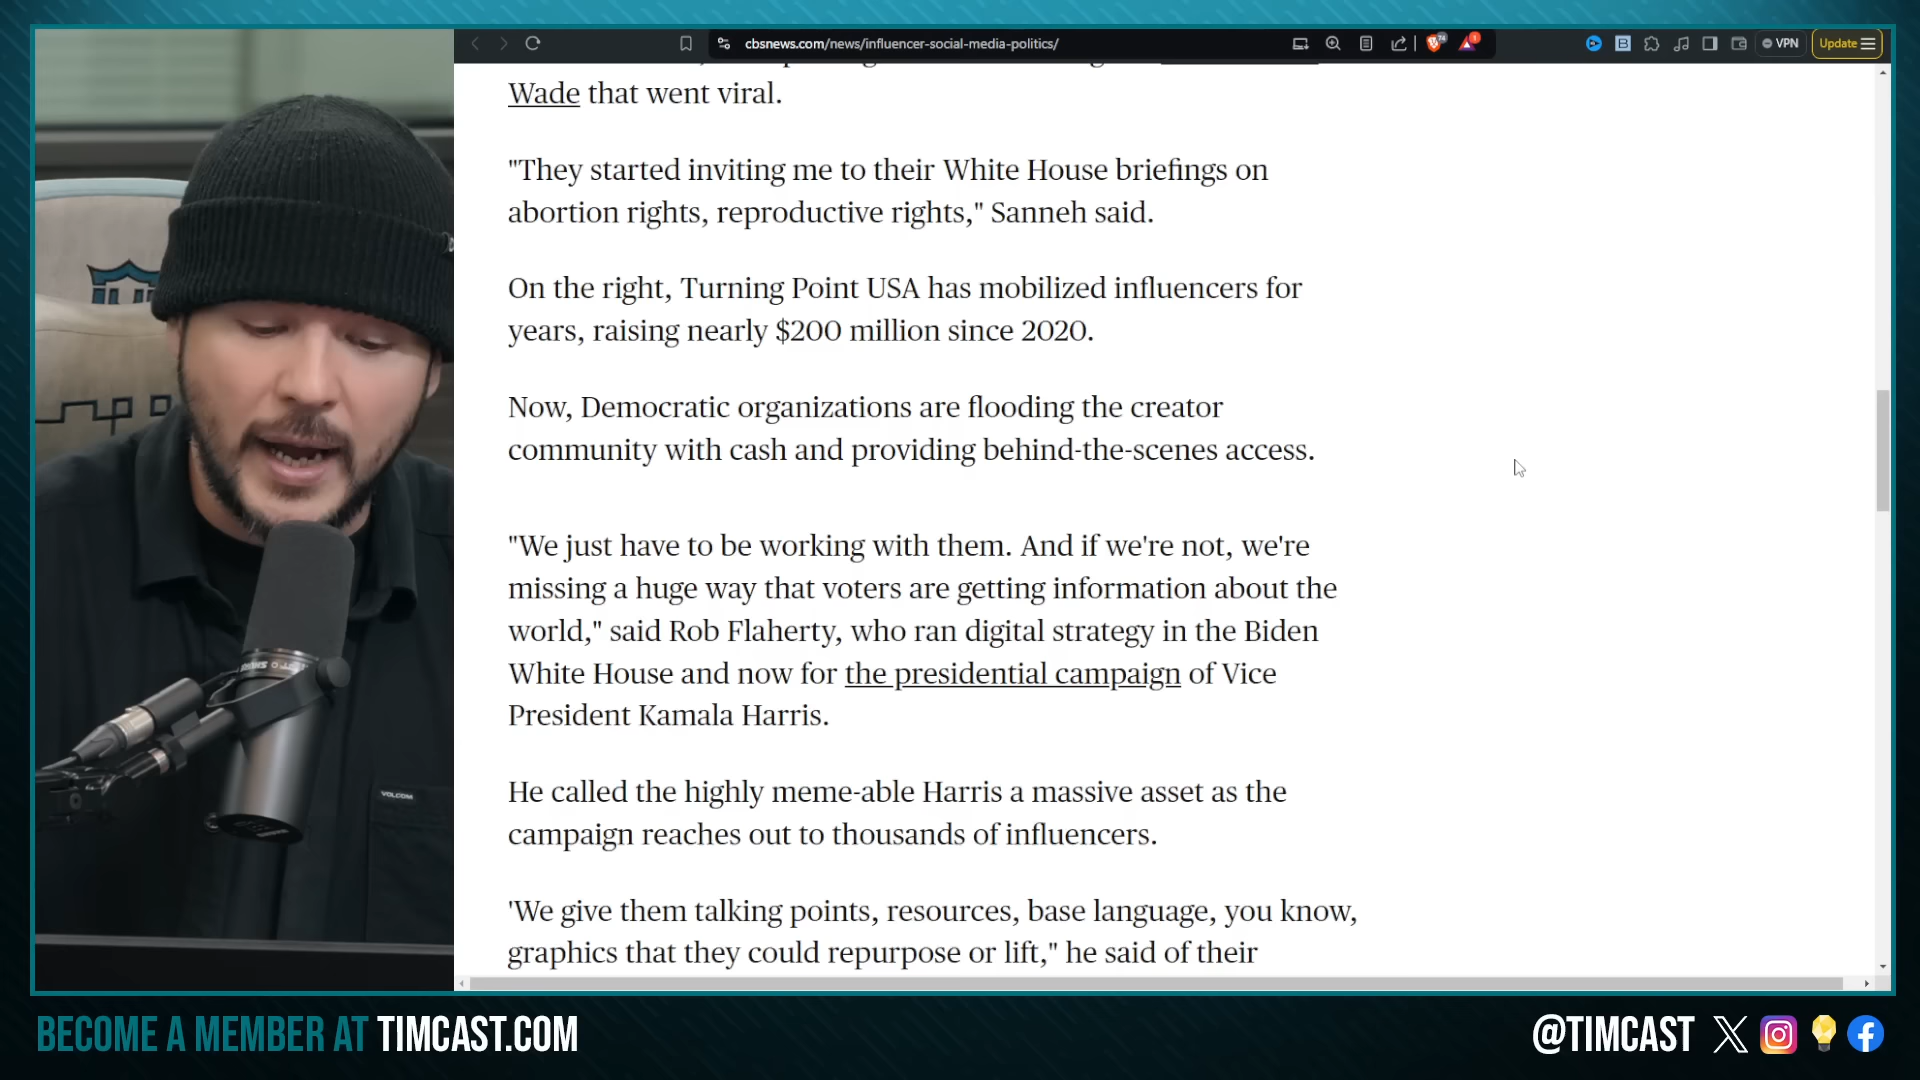 cbsnews.com/news/influencer-social-media-politics/
VPN
Update
Wade that went viral.
"They started inviting me to their White House briefings on
abortion rights, reproductive rights," Sanneh said.
On the right, Turning Point USA has mobilized influencers for
years, raising nearly $200 million since 2020.
Now, Democratic organizations are flooding the creator
community with cash and providing behind-the-scenes access.
"We just have to be working with them. And if we're not, we're
missing a huge way that voters are getting information about the
world," said Rob Flaherty, who ran digital strategy in the Biden
White House and now for the presidential campaign of Vice
President Kamala Harris.
He called the highly meme-able Harris a massive asset as the
campaign reaches out to thousands of influencers.
'We give them talking points, resources, base language, you know,
graphics that they could repurpose or lift," he said of their
VOLCOM
BECOME A MEMBER AT TIMCAST.COM
@TIMCAST